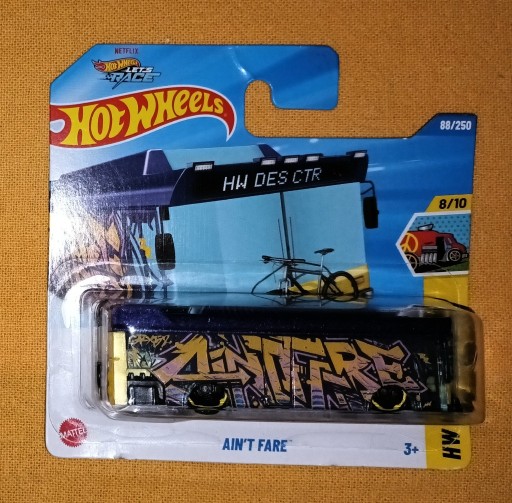 NETFLIX
HOT WHEELS
LET'S
RACE
HOT WHEELS
88/250
HW DES CTR
8/10
AIN'T FARE
MATTEL
AIN'T FARE
3+
HW